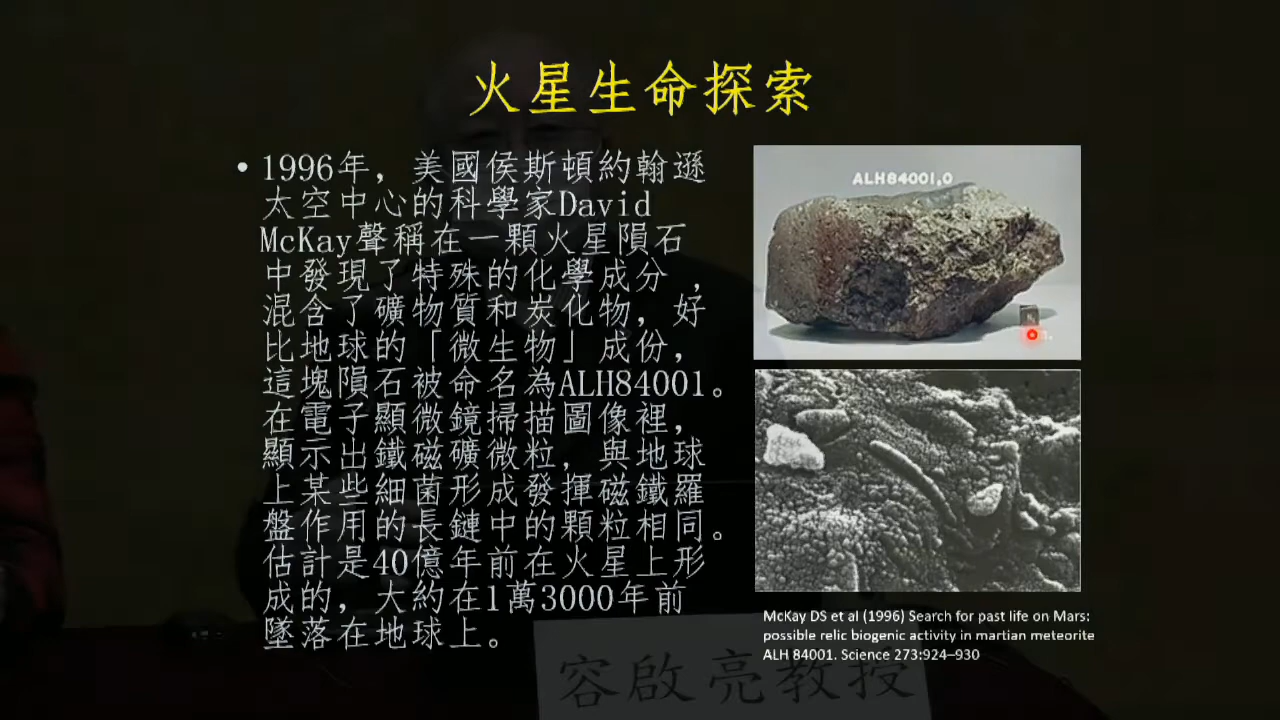 火星生命探索
• 1996年，美國侯斯頓約翰遜
太空中心的科學家David
McKay聲稱在一顆火星隕石
中發現了特殊的化學成分，
混含了礦物質和炭化物，好
比地球的「微生物」成份，
這塊隕石被命名為ALH84001。
在電子顯微鏡掃描圖像裡，
顯示出鐵磁礦微粒，與地球
上某些細菌形成發揮磁鐵羅
盤作用的長鏈中的顆粒相同。
估計是40億年前在火星上形
成的，大約在1萬3000年前
墜落在地球上。
ALH84001,0
McKay DS et al (1996) Search for past life on Mars:
possible relic biogenic activity in martian meteorite
ALH 84001. Science 273:924–930
容啟亮教授